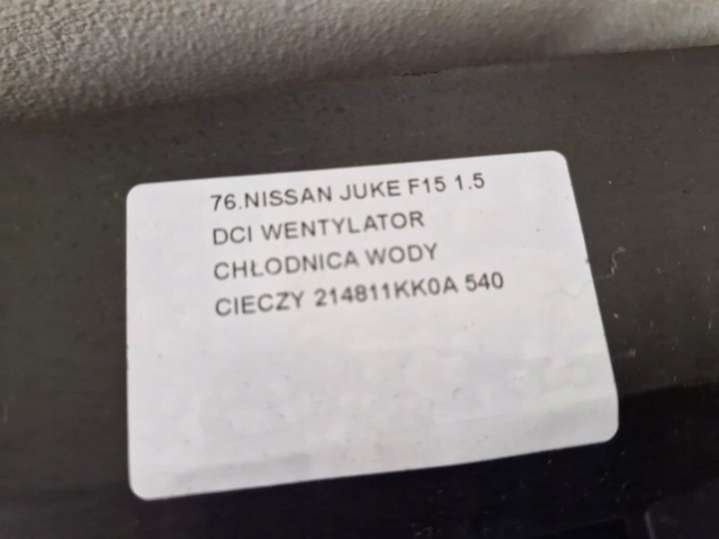 76.NISSAN JUKE F15 1.5
DCI WENTYLATOR
CHŁODNICA WODY
CIECZY 214811KK0A 540